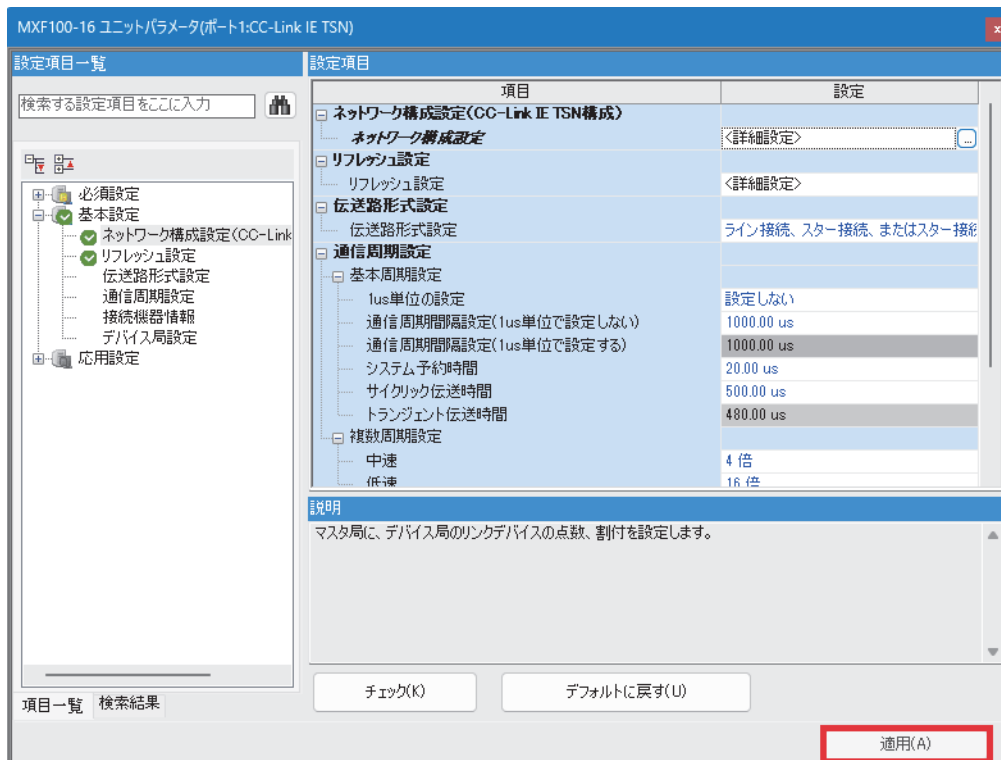 MXF100-16 ユニットパラメータ(ポート1:CC-Link IE TSN)
設定項目一覧
検索する設定項目をここに入力
必須設定
基本設定
ネットワーク構成設定(CC-Link
リフレッシュ設定
伝送路形式設定
通信周期設定
接続機器情報
デバイス局設定
応用設定
項目一覧 検索結果
設定項目
項目 設定
ネットワーク構成設定(CC-Link IE TSN構成)
ネットワーク構成設定 <詳細設定> ...
リフレッシュ設定
リフレッシュ設定 <詳細設定>
伝送路形式設定
伝送路形式設定 ライン接続、スター接続、またはスター接続
通信周期設定
基本周期設定
1us単位の設定 設定しない
通信周期間隔設定(1us単位で設定しない) 1000.00 us
通信周期間隔設定(1us単位で設定する) 1000.00 us
システム予約時間 20.00 us
サイクリック伝送時間 500.00 us
トランジェント伝送時間 480.00 us
複数周期設定
中速 4 倍
低速 16 倍
説明
マスタ局に、デバイス局のリンクデバイスの点数、割付を設定します。
チェック(K) デフォルトに戻す(U)
適用(A)